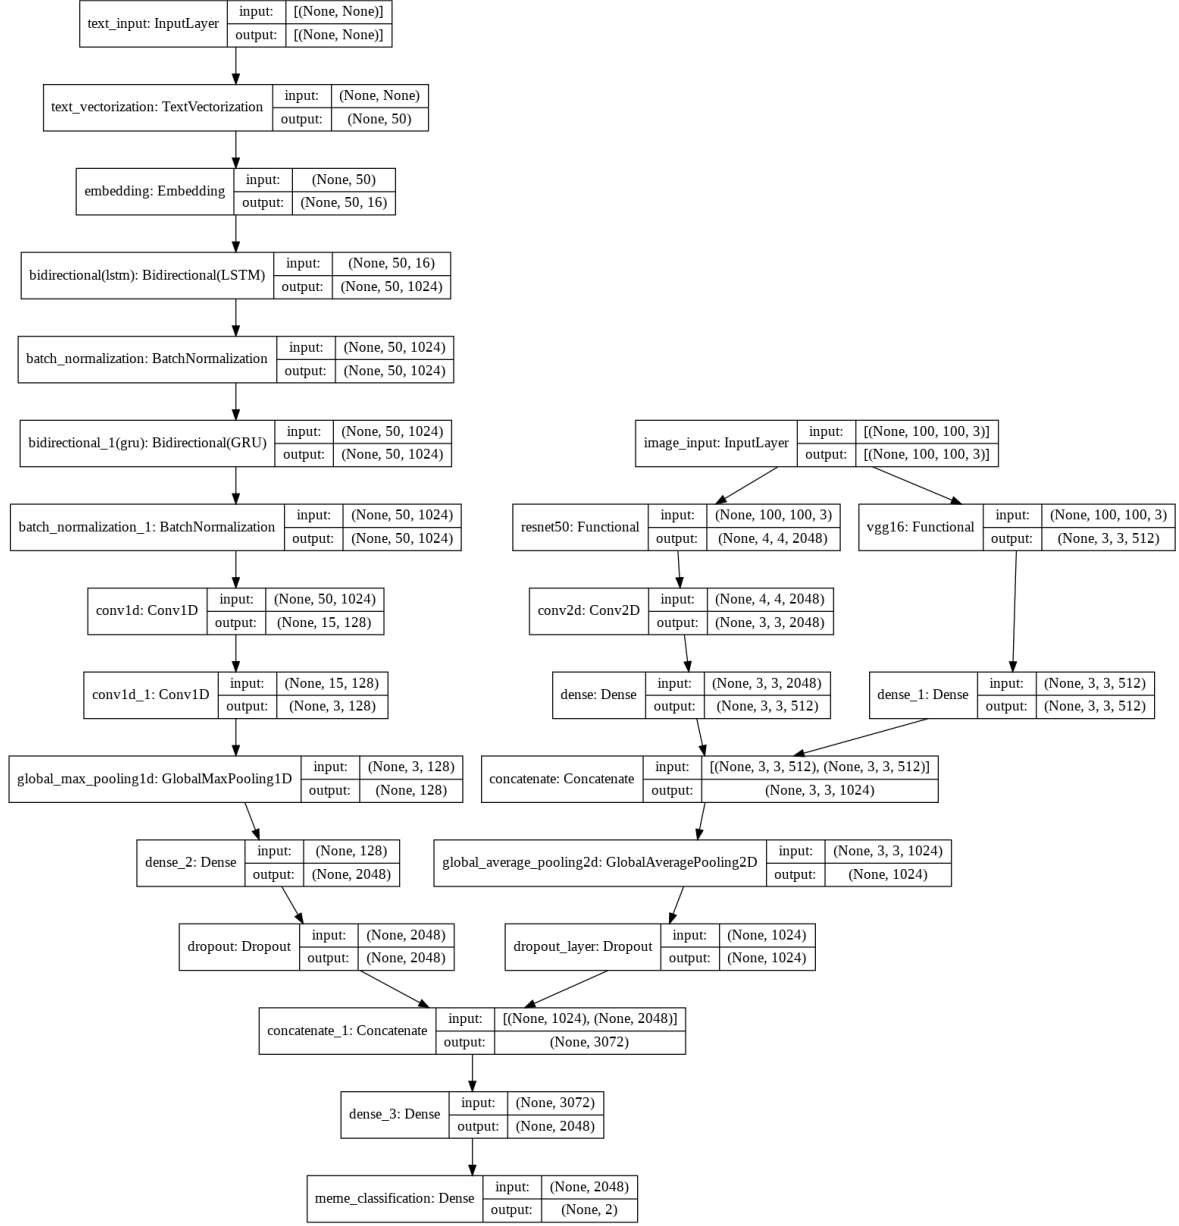 text_input: InputLayer
input: [(None, None)]
output: [(None, None)]
text_vectorization: TextVectorization
input: (None, None)
output: (None, 50)
embedding: Embedding
input: (None, 50)
output: (None, 50, 16)
bidirectional(lstm): Bidirectional(LSTM)
input: (None, 50, 16)
output: (None, 50, 1024)
batch_normalization: BatchNormalization
input: (None, 50, 1024)
output: (None, 50, 1024)
bidirectional_1(gru): Bidirectional(GRU)
input: (None, 50, 1024)
output: (None, 50, 1024)
image_input: InputLayer
input: [(None, 100, 100, 3)]
output: [(None, 100, 100, 3)]
batch_normalization_1: BatchNormalization
input: (None, 50, 1024)
output: (None, 50, 1024)
resnet50: Functional
input: (None, 100, 100, 3)
output: (None, 4, 4, 2048)
vgg16: Functional
input: (None, 100, 100, 3)
output: (None, 3, 3, 512)
conv1d: Conv1D
input: (None, 50, 1024)
output: (None, 15, 128)
conv2d: Conv2D
input: (None, 4, 4, 2048)
output: (None, 3, 3, 2048)
conv1d_1: Conv1D
input: (None, 15, 128)
output: (None, 3, 128)
dense: Dense
input: (None, 3, 3, 2048)
output: (None, 3, 3, 512)
dense_1: Dense
input: (None, 3, 3, 512)
output: (None, 3, 3, 512)
global_max_pooling1d: GlobalMaxPooling1D
input: (None, 3, 128)
output: (None, 128)
concatenate: Concatenate
input: [(None, 3, 3, 512), (None, 3, 3, 512)]
output: (None, 3, 3, 1024)
dense_2: Dense
input: (None, 128)
output: (None, 2048)
global_average_pooling2d: GlobalAveragePooling2D
input: (None, 3, 3, 1024)
output: (None, 1024)
dropout: Dropout
input: (None, 2048)
output: (None, 2048)
dropout_layer: Dropout
input: (None, 1024)
output: (None, 1024)
concatenate_1: Concatenate
input: [(None, 1024), (None, 2048)]
output: (None, 3072)
dense_3: Dense
input: (None, 3072)
output: (None, 2048)
meme_classification: Dense
input: (None, 2048)
output: (None, 2)